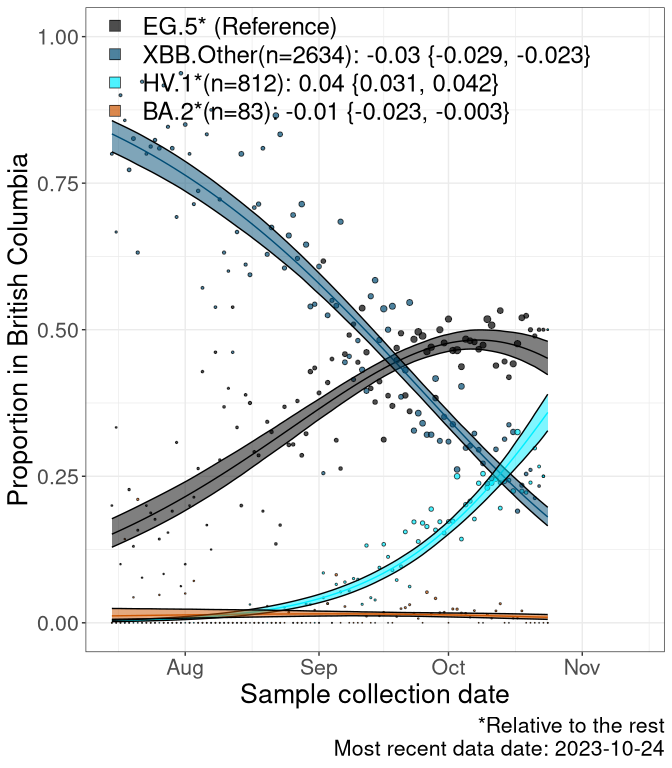 EG.5* (Reference)
XBB.Other(n=2634): -0.03 {-0.029, -0.023}
HV.1*(n=812): 0.04 {0.031, 0.042}
BA.2*(n=83): -0.01 {-0.023, -0.003}
Proportion in British Columbia
1.00
0.75
0.50
0.25
0.00
Aug Sep Oct Nov
Sample collection date
*Relative to the rest
Most recent data date: 2023-10-24